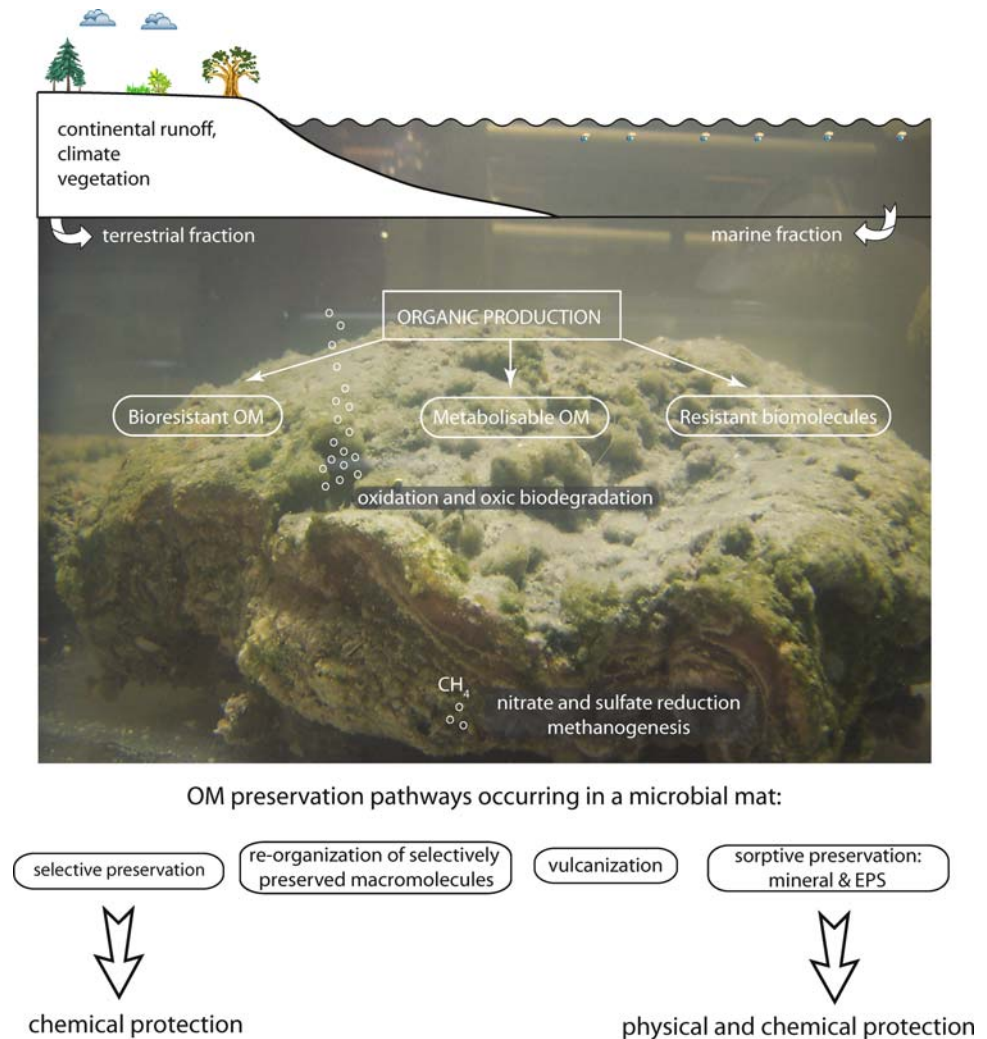 continental runoff,
climate
vegetation
terrestrial fraction
marine fraction
ORGANIC PRODUCTION
Bioresistant OM
Metabolisable OM
Resistant biomolecules
oxidation and oxic biodegradation
CH₄
nitrate and sulfate reduction
methanogenesis
OM preservation pathways occurring in a microbial mat:
selective preservation
re-organization of selectively
preserved macromolecules
vulcanization
sorptive preservation:
mineral & EPS
chemical protection
physical and chemical protection